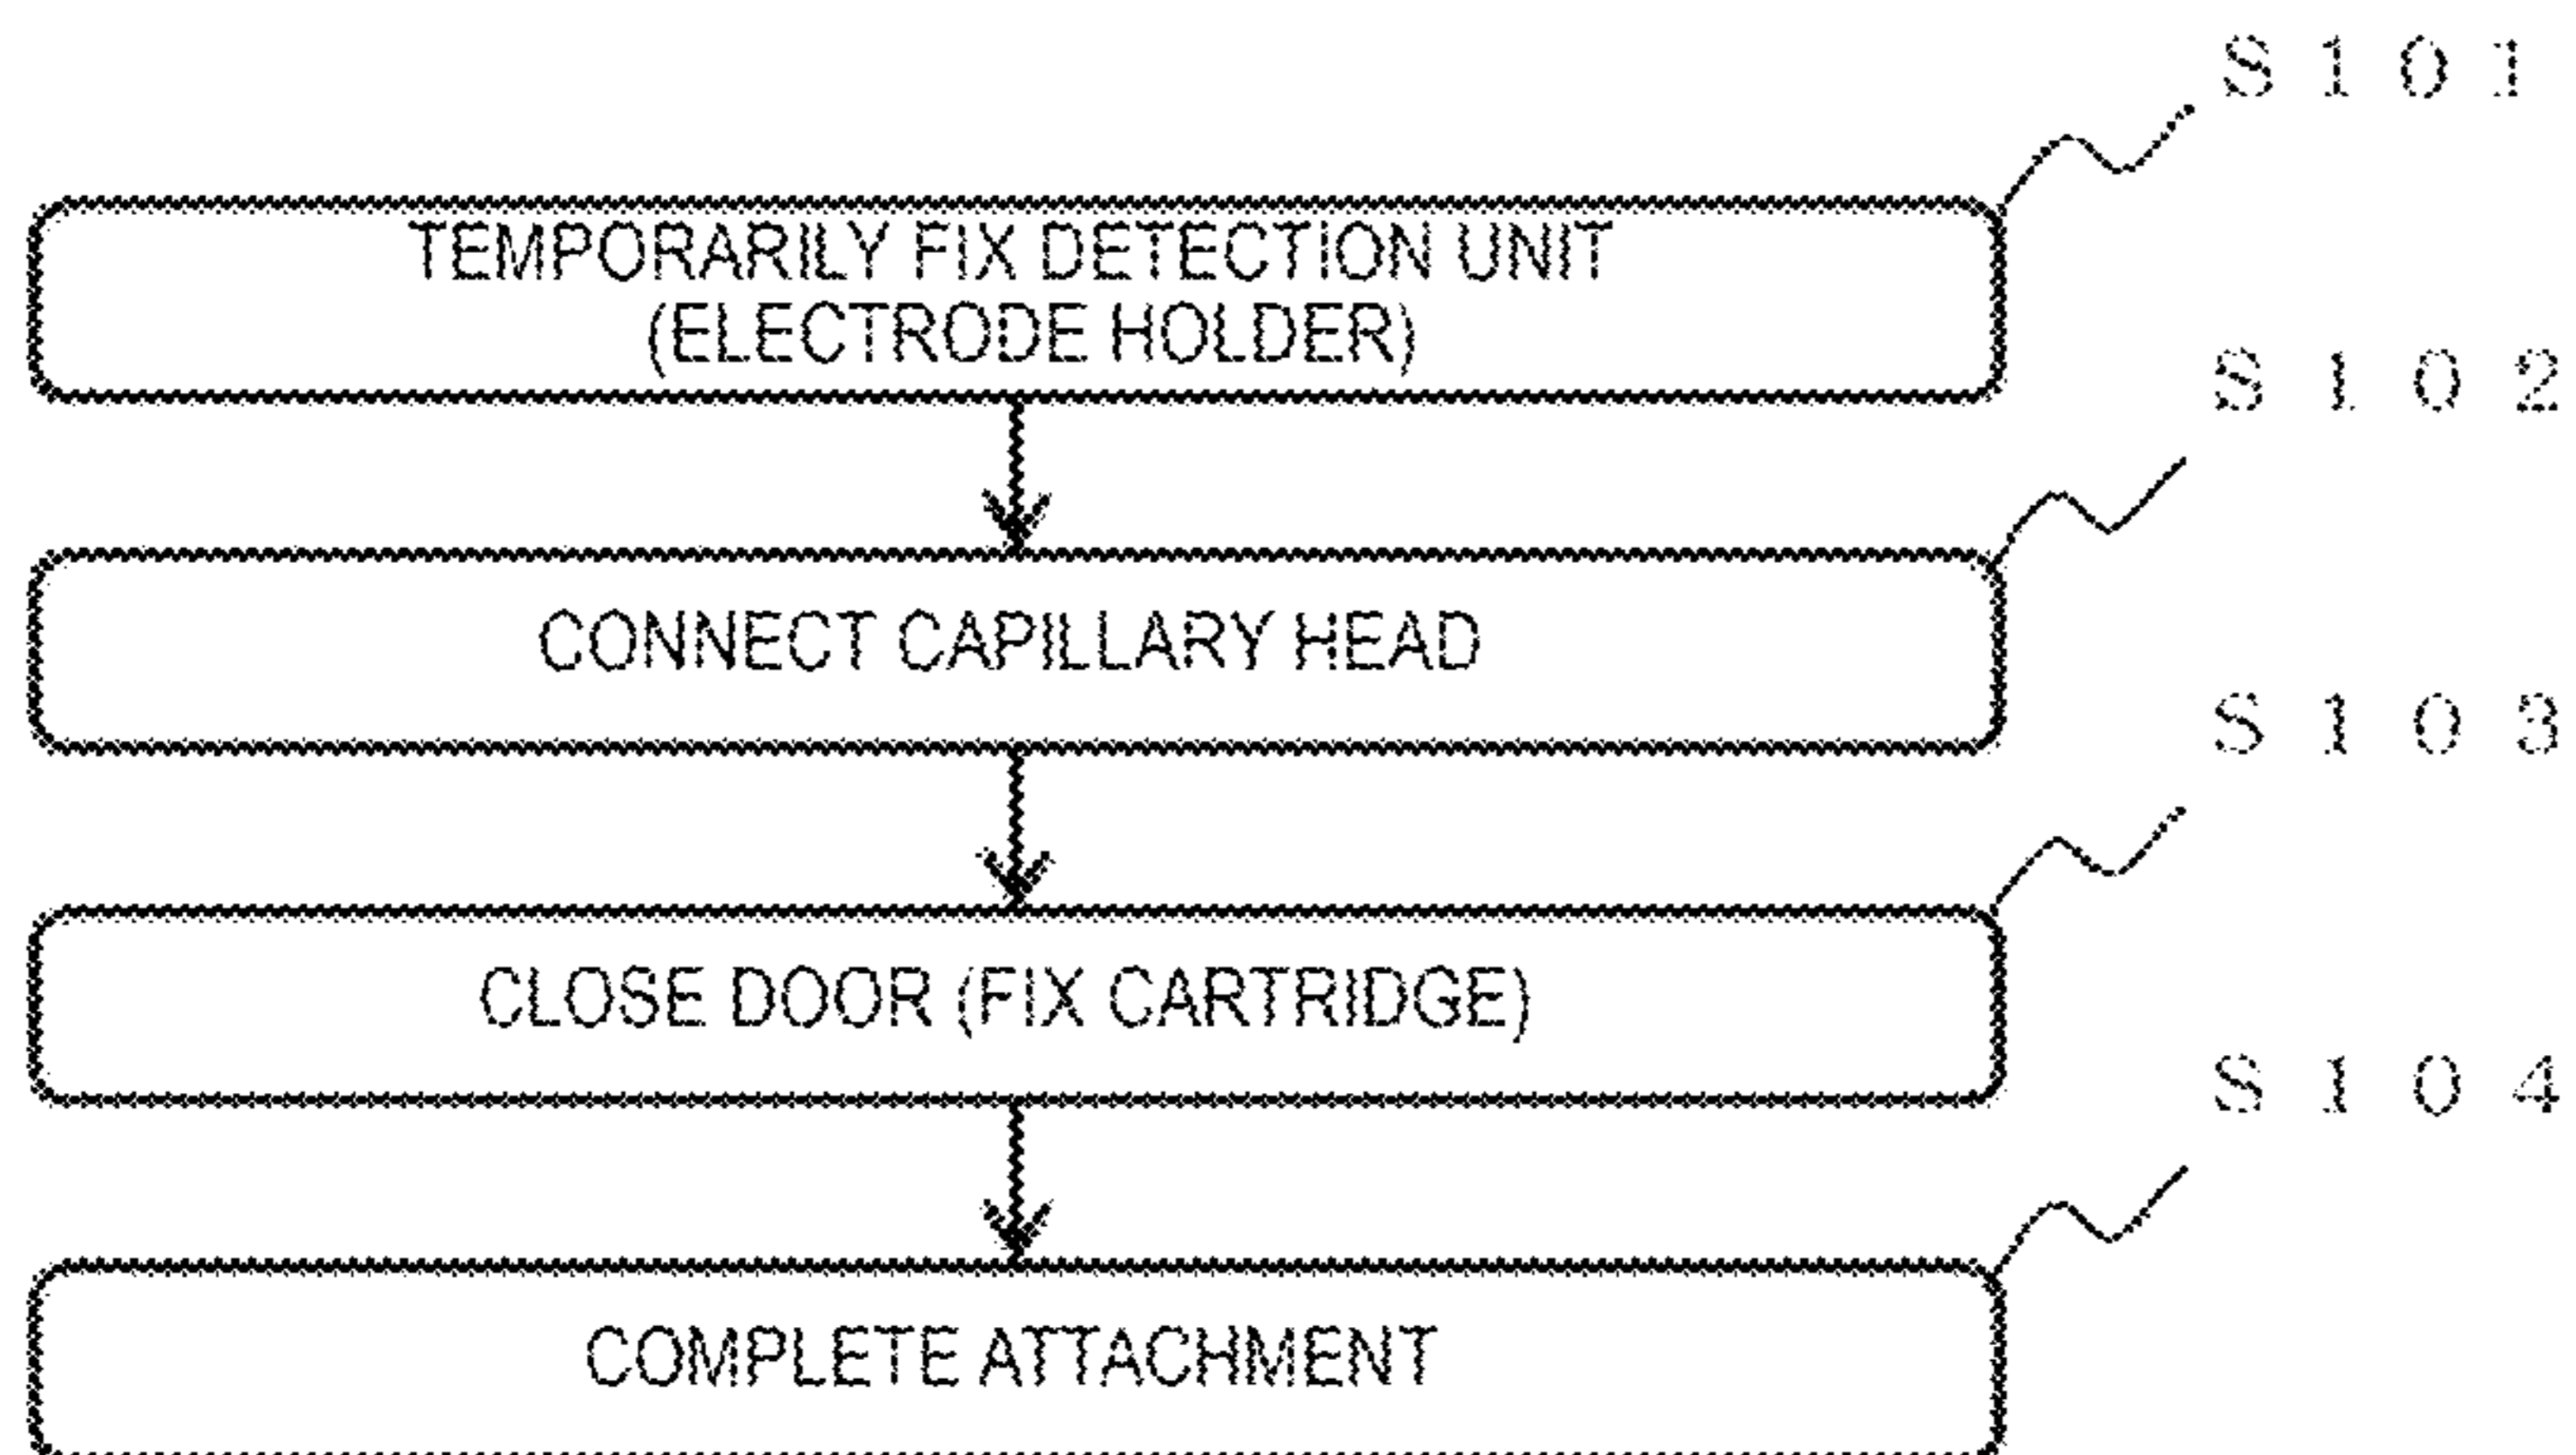 S101
TEMPORARILY FIX DETECTION UNIT
(ELECTRODE HOLDER)
S102
CONNECT CAPILLARY HEAD
S103
CLOSE DOOR (FIX CARTRIDGE)
S104
COMPLETE ATTACHMENT